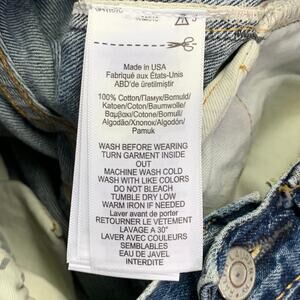 Made in USA
Fabriqué aux États-Unis
ABD'de üretilmiştir
100% Cotton/Памук/Bomuld/
Katoen/Coton/Baumwolle/
Βαμβακι/Cotone/Bomull/
Algodão/Хлопок/Algodón/
Pamuk
WASH BEFORE WEARING
TURN GARMENT INSIDE
OUT
MACHINE WASH COLD
WASH WITH LIKE COLORS
DO NOT BLEACH
TUMBLE DRY LOW
WARM IRON IF NEEDED
Laver avant de porter
RETOURNER LE VÊTEMENT
LAVAGE A 30°
LAVER AVEC COULEURS
SEMBLABLES
EAU DE JAVEL
INTERDITE